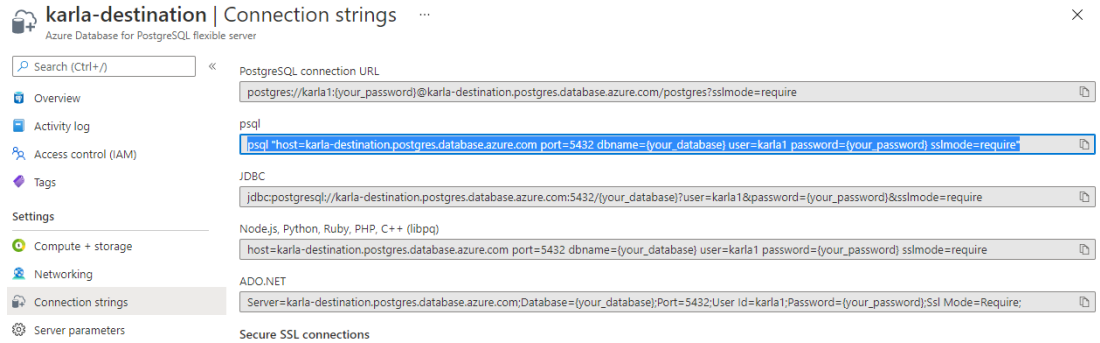 karla-destination | Connection strings ...
Azure Database for PostgreSQL flexible server
Search (Ctrl+/)
Overview
Activity log
Access control (IAM)
Tags
Settings
Compute + storage
Networking
Connection strings
Server parameters
PostgreSQL connection URL
postgres://karla1:{your_password}@karla-destination.postgres.database.azure.com/postgres?sslmode=require
psql
psql "host=karla-destination.postgres.database.azure.com port=5432 dbname={your_database} user=karla1 password={your_password} sslmode=require"
JDBC
jdbc:postgresql://karla-destination.postgres.database.azure.com:5432/{your_database}?user=karla1&password={your_password}&sslmode=require
Node.js, Python, Ruby, PHP, C++ (libpq)
host=karla-destination.postgres.database.azure.com port=5432 dbname={your_database} user=karla1 password={your_password} sslmode=require
ADO.NET
Server=karla-destination.postgres.database.azure.com;Database={your_database};Port=5432;User Id=karla1;Password={your_password};Ssl Mode=Require;
Secure SSL connections